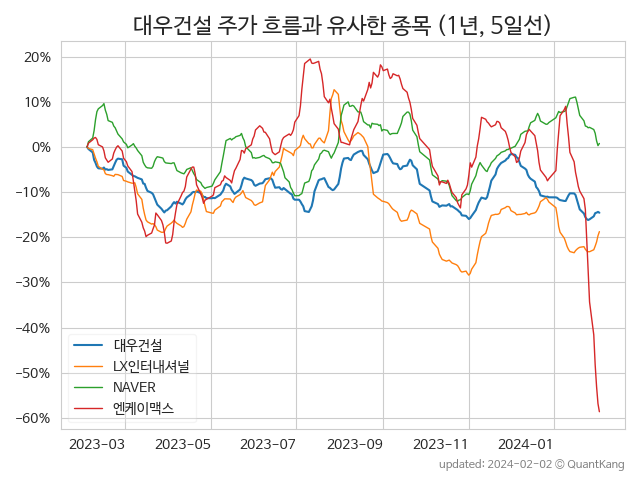 대우건설 주가 흐름과 유사한 종목 (1년, 5일선)
20%
10%
0%
−10%
−20%
−30%
−40%
−50%
−60%
대우건설
LX인터내셔널
NAVER
엔케이맥스
2023-03
2023-05
2023-07
2023-09
2023-11
2024-01
updated: 2024-02-02 © QuantKang